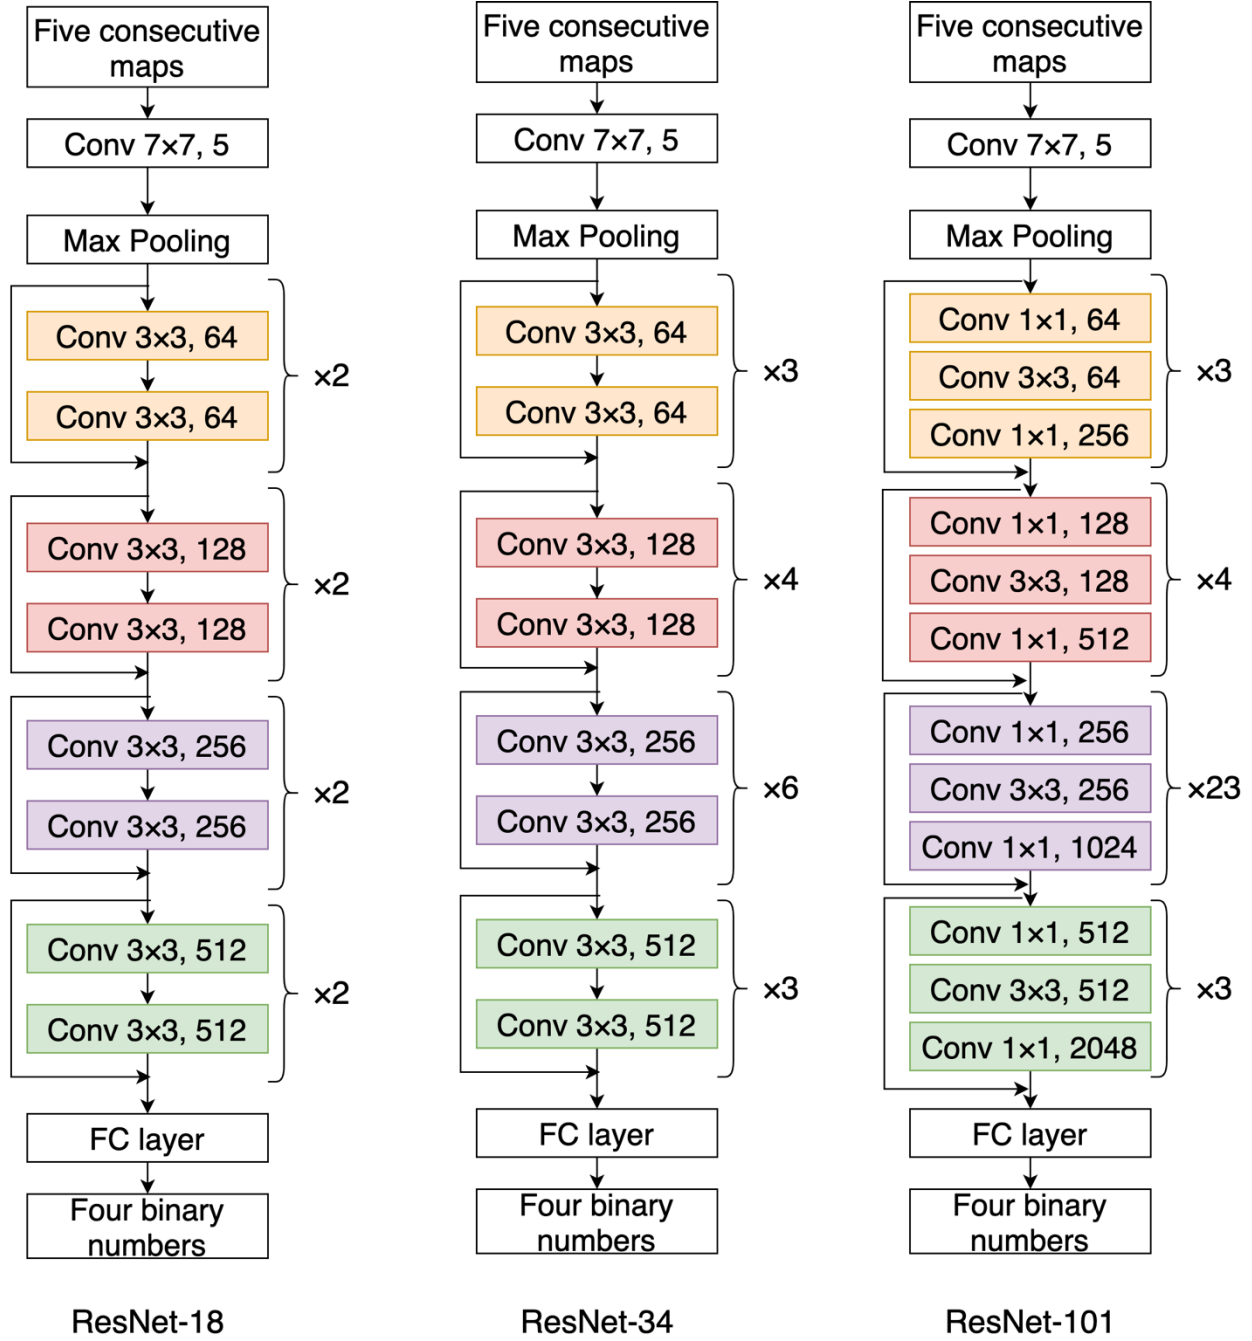 Five consecutive
maps
Conv 7×7, 5
Max Pooling
Conv 3×3, 64
Conv 3×3, 64
×2
Conv 3×3, 128
Conv 3×3, 128
×2
Conv 3×3, 256
Conv 3×3, 256
×2
Conv 3×3, 512
Conv 3×3, 512
×2
FC layer
Four binary
numbers
ResNet-18
Five consecutive
maps
Conv 7×7, 5
Max Pooling
Conv 3×3, 64
Conv 3×3, 64
×3
Conv 3×3, 128
Conv 3×3, 128
×4
Conv 3×3, 256
Conv 3×3, 256
×6
Conv 3×3, 512
Conv 3×3, 512
×3
FC layer
Four binary
numbers
ResNet-34
Five consecutive
maps
Conv 7×7, 5
Max Pooling
Conv 1×1, 64
Conv 3×3, 64
Conv 1×1, 256
×3
Conv 1×1, 128
Conv 3×3, 128
Conv 1×1, 512
×4
Conv 1×1, 256
Conv 3×3, 256
Conv 1×1, 1024
×23
Conv 1×1, 512
Conv 3×3, 512
Conv 1×1, 2048
×3
FC layer
Four binary
numbers
ResNet-101